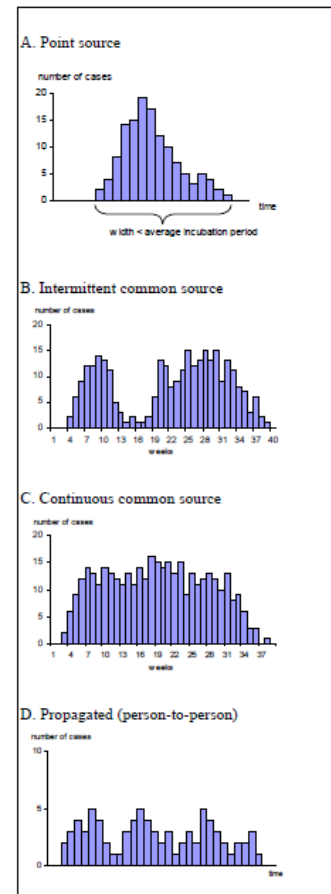 A. Point source
number of cases
20
15
10
5
0
time
width < average incubation period
B. Intermittent common source
number of cases
20
15
10
5
0
1 4 7 10 13 16 19 22 25 28 31 34 37 40
weeks
C. Continuous common source
number of cases
20
15
10
5
0
1 4 7 10 13 16 19 22 25 28 31 34 37
weeks
D. Propagated (person-to-person)
number of cases
10
5
0
time